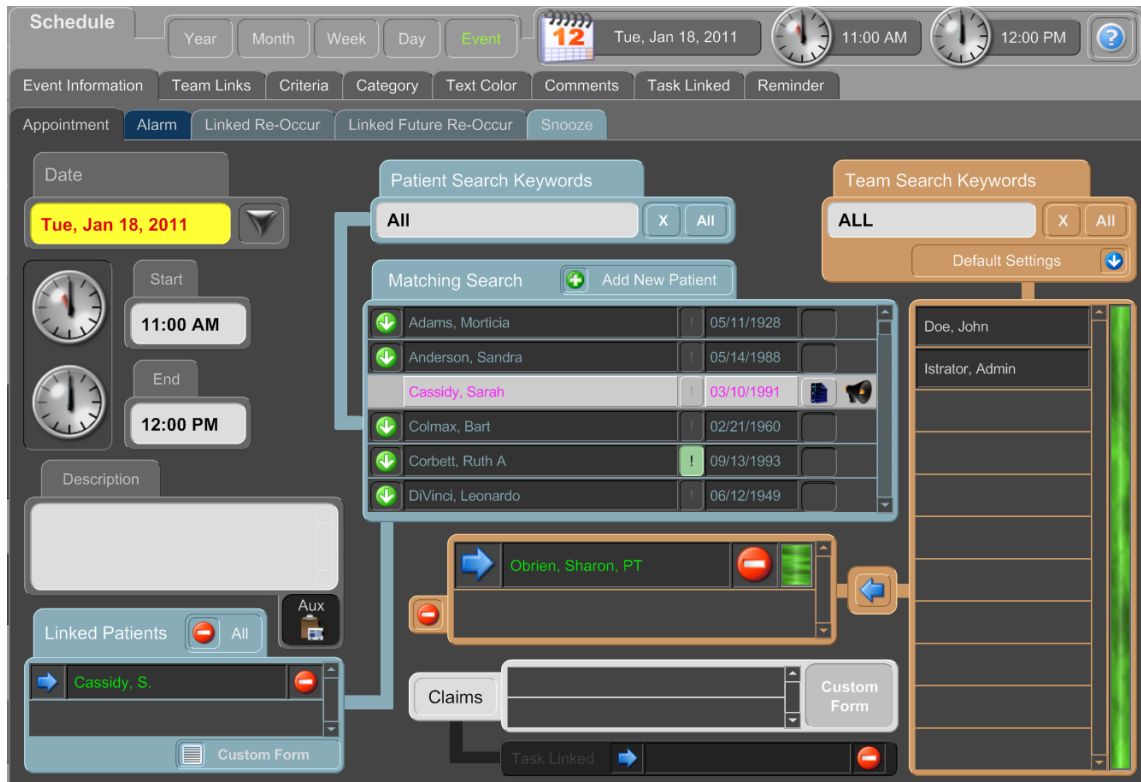 Schedule
Year Month Week Day Event
12
Tue, Jan 18, 2011
11:00 AM
12:00 PM
?
Event Information Team Links Criteria Category Text Color Comments Task Linked Reminder
Appointment Alarm Linked Re-Occur Linked Future Re-Occur Snooze
Date
Tue, Jan 18, 2011
Start
11:00 AM
End
12:00 PM
Description
Aux
Linked Patients All
Cassidy, S.
Custom Form
Patient Search Keywords
All X All
Matching Search Add New Patient
Adams, Morticia ! 05/11/1928
Anderson, Sandra ! 05/14/1988
Cassidy, Sarah ! 03/10/1991
Colmax, Bart ! 02/21/1960
Corbett, Ruth A ! 09/13/1993
DiVinci, Leonardo ! 06/12/1949
Obrien, Sharon, PT
Claims
Custom
Form
Task Linked
Team Search Keywords
ALL X All
Default Settings
Doe, John
Istrator, Admin